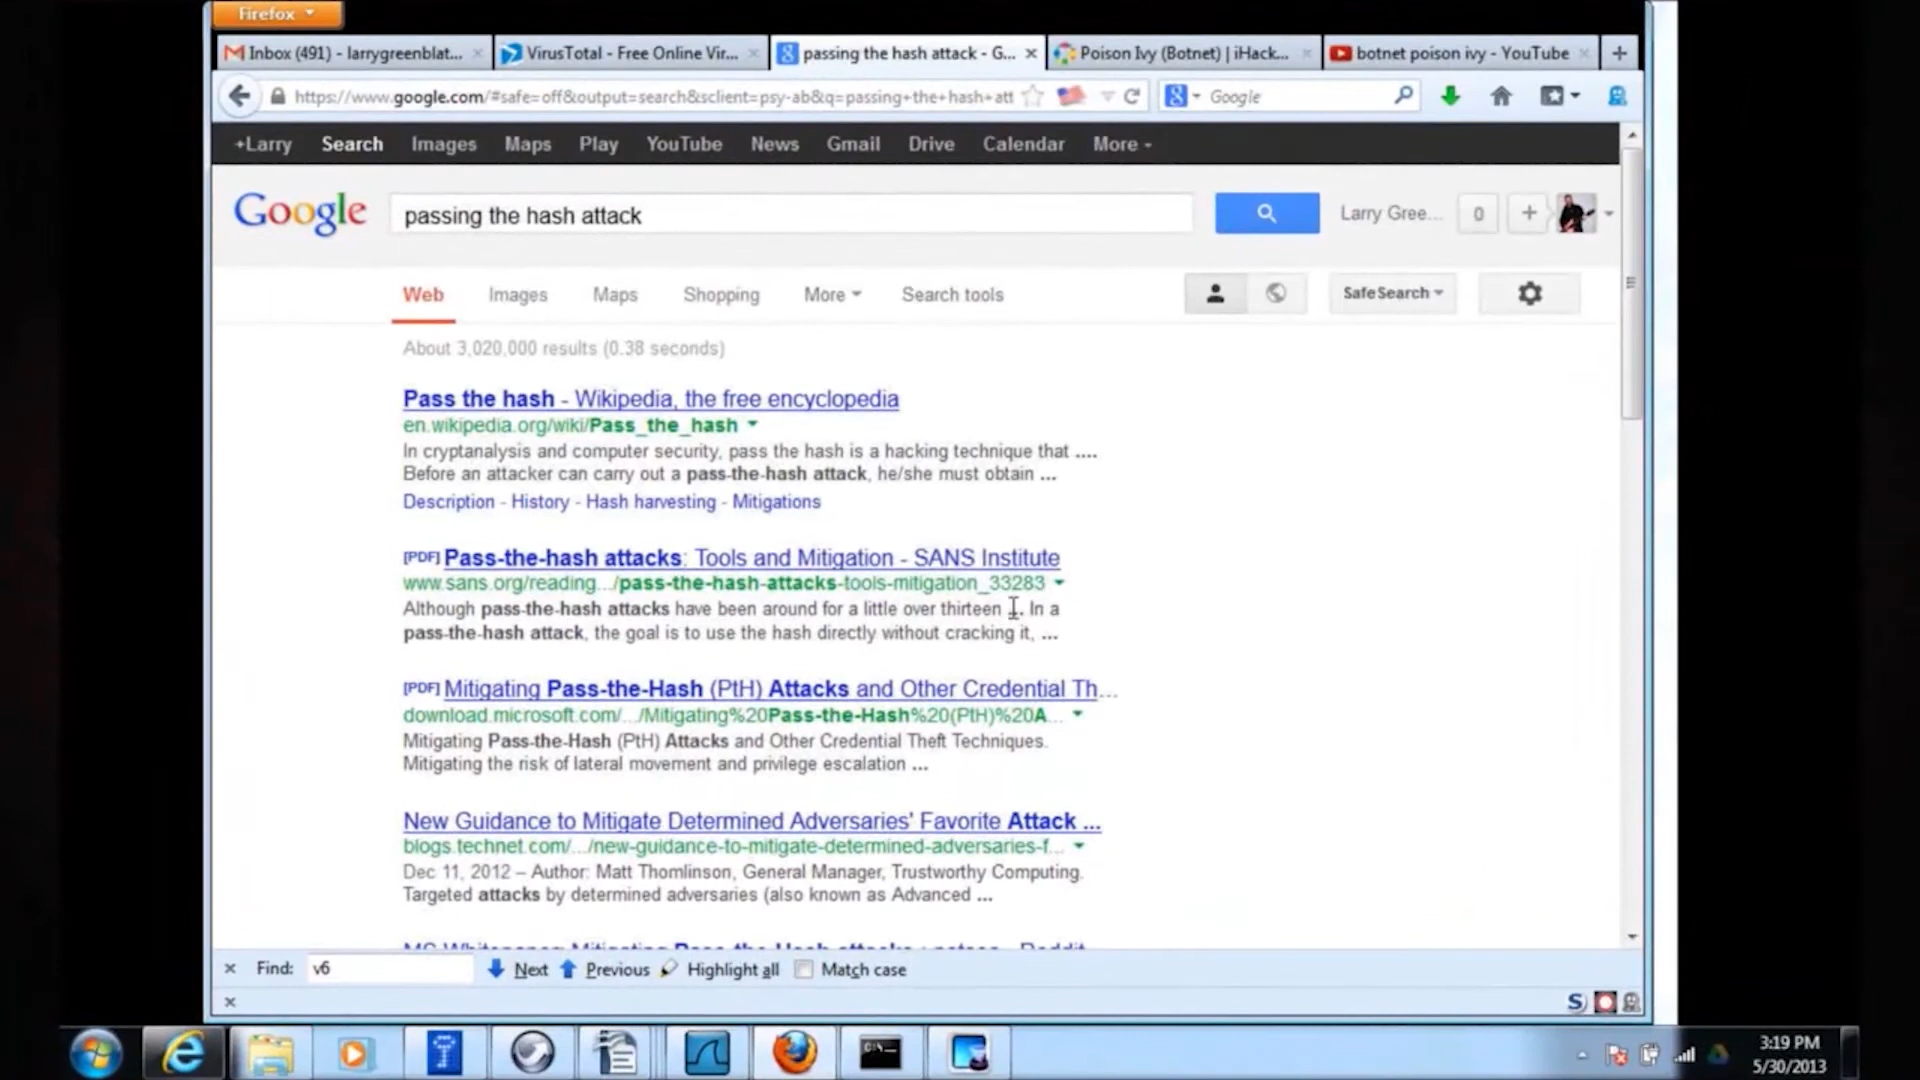 Firefox
Inbox (491) - larrygreenblat...
VirusTotal - Free Online Vir...
passing the hash attack - G...
Poison Ivy (Botnet) | iHack...
botnet poison ivy - YouTube
https://www.google.com/#safe=off&output=search&sclient=psy-ab&q=passing+the+hash+att
Google
+Larry Search Images Maps Play YouTube News Gmail Drive Calendar More
Google
passing the hash attack
Larry Gree...
0
+
Web Images Maps Shopping More Search tools
SafeSearch
About 3,020,000 results (0.38 seconds)
Pass the hash - Wikipedia, the free encyclopedia
en.wikipedia.org/wiki/Pass_the_hash
In cryptanalysis and computer security, pass the hash is a hacking technique that ....
Before an attacker can carry out a pass-the-hash attack, he/she must obtain ...
Description - History - Hash harvesting - Mitigations
[PDF] Pass-the-hash attacks: Tools and Mitigation - SANS Institute
www.sans.org/reading.../pass-the-hash-attacks-tools-mitigation_33283
Although pass-the-hash attacks have been around for a little over thirteen ... In a
pass-the-hash attack, the goal is to use the hash directly without cracking it, ...
[PDF] Mitigating Pass-the-Hash (PtH) Attacks and Other Credential Th...
download.microsoft.com/.../Mitigating%20Pass-the-Hash%20(PtH)%20A...
Mitigating Pass-the-Hash (PtH) Attacks and Other Credential Theft Techniques.
Mitigating the risk of lateral movement and privilege escalation ...
New Guidance to Mitigate Determined Adversaries' Favorite Attack ...
blogs.technet.com/.../new-guidance-to-mitigate-determined-adversaries-f...
Dec 11, 2012 – Author: Matt Thomlinson, General Manager, Trustworthy Computing.
Targeted attacks by determined adversaries (also known as Advanced ...
Find: v6 Next Previous Highlight all Match case
3:19 PM
5/30/2013